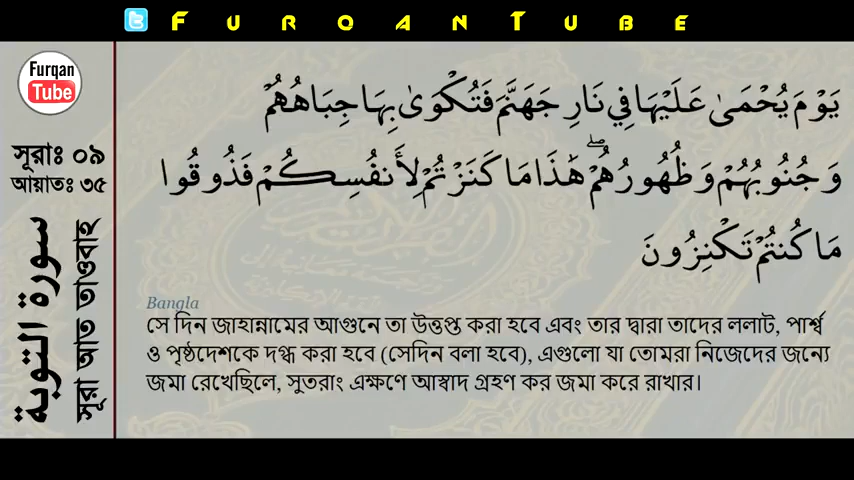 FurqanTube
Furqan
Tube
সূরাঃ ০৯
আয়াতঃ ৩৫
سورة التوبة
সূরা আত তাওবাহ
يَوْمَ يُحْمَىٰ عَلَيْهَا فِي نَارِ جَهَنَّمَ فَتُكْوَىٰ بِهَا جِبَاهُهُمْ
وَجُنُوبُهُمْ وَظُهُورُهُمْ ۖ هَٰذَا مَا كَنَزْتُمْ لِأَنفُسِكُمْ فَذُوقُوا
مَا كُنتُمْ تَكْنِزُونَ
Bangla
সে দিন জাহান্নামের আগুনে তা উত্তপ্ত করা হবে এবং তার দ্বারা তাদের ললাট, পার্শ্ব
ও পৃষ্ঠদেশকে দগ্ধ করা হবে (সেদিন বলা হবে), এগুলো যা তোমরা নিজেদের জন্যে
জমা রেখেছিলে, সুতরাং এক্ষণে আস্বাদ গ্রহণ কর জমা করে রাখার।